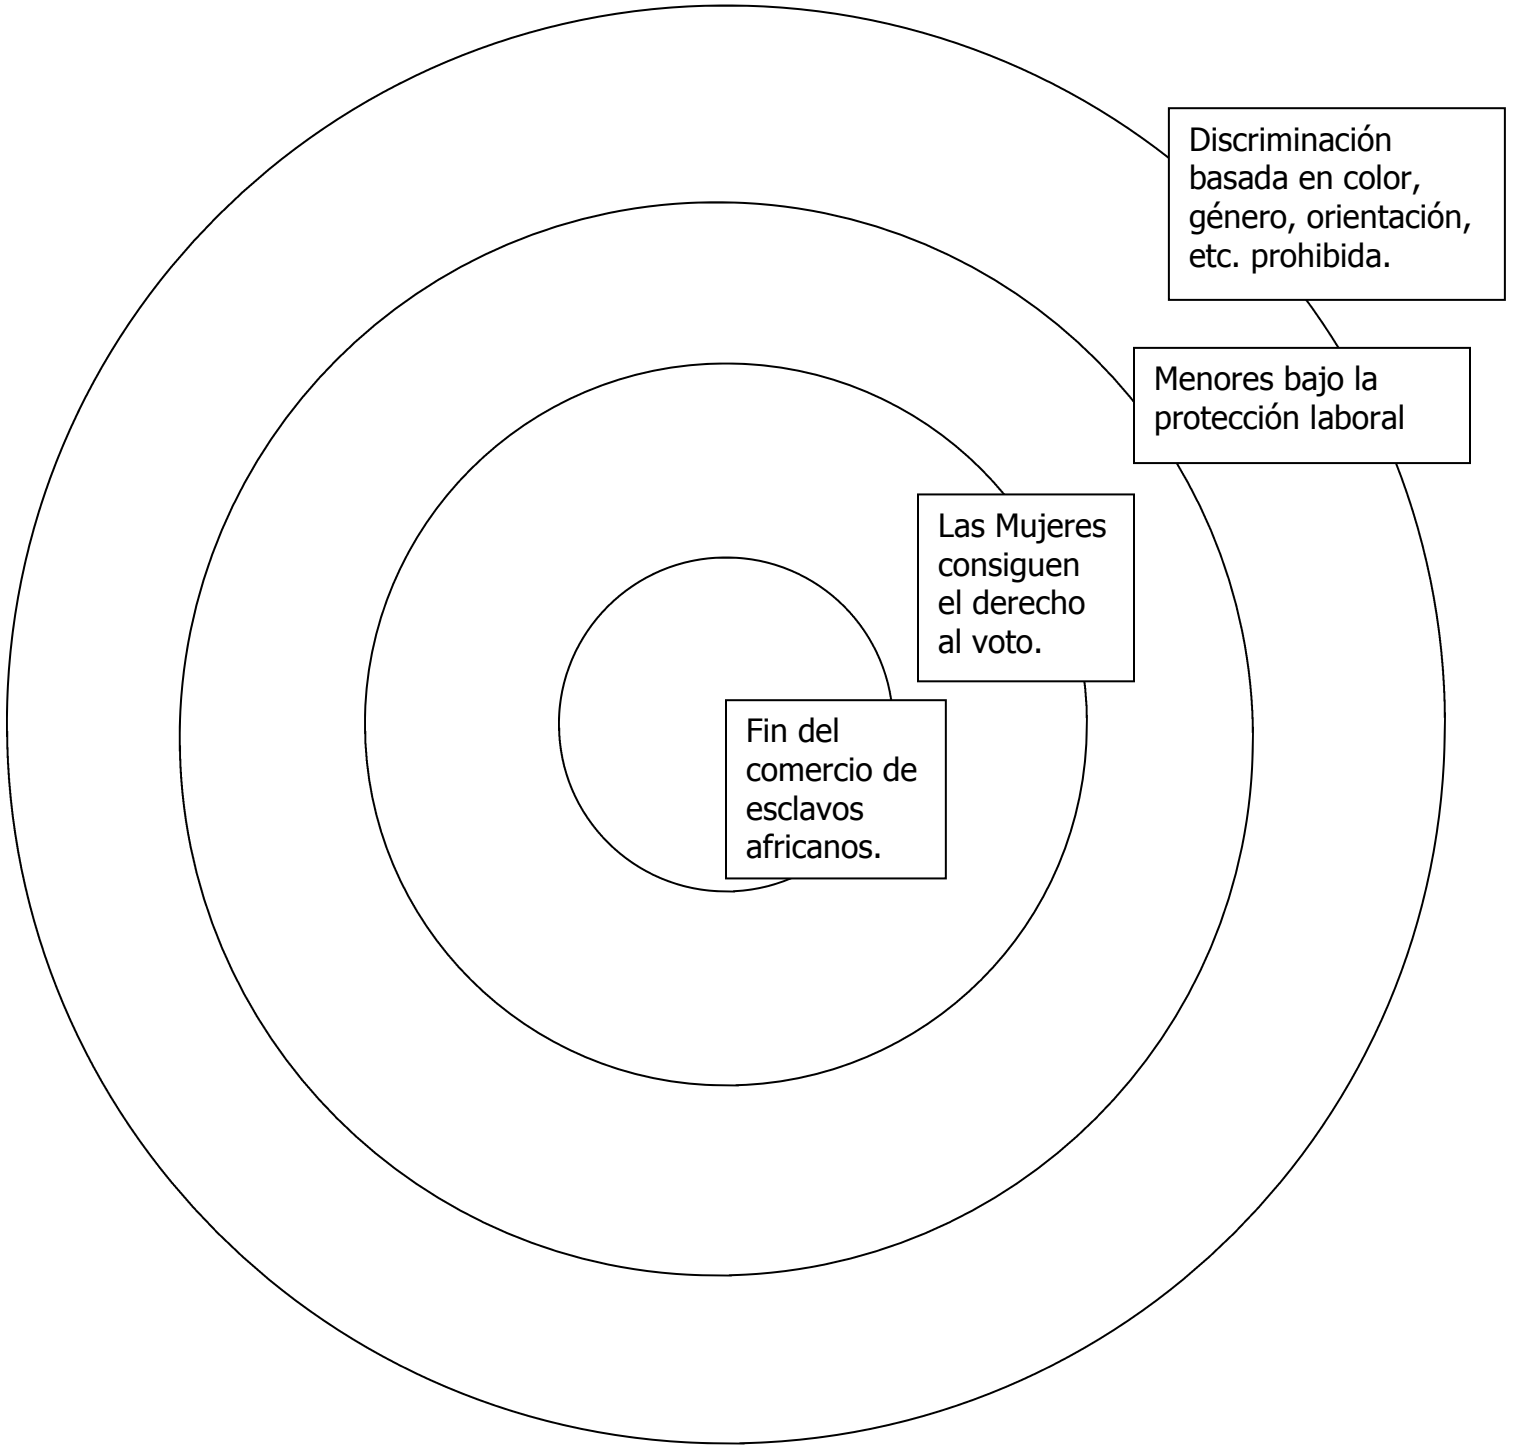 Discriminación
basada en color,
género, orientación,
etc. prohibida.
Menores bajo la
protección laboral
Las Mujeres
consiguen
el derecho
al voto.
Fin del
comercio de
esclavos
africanos.